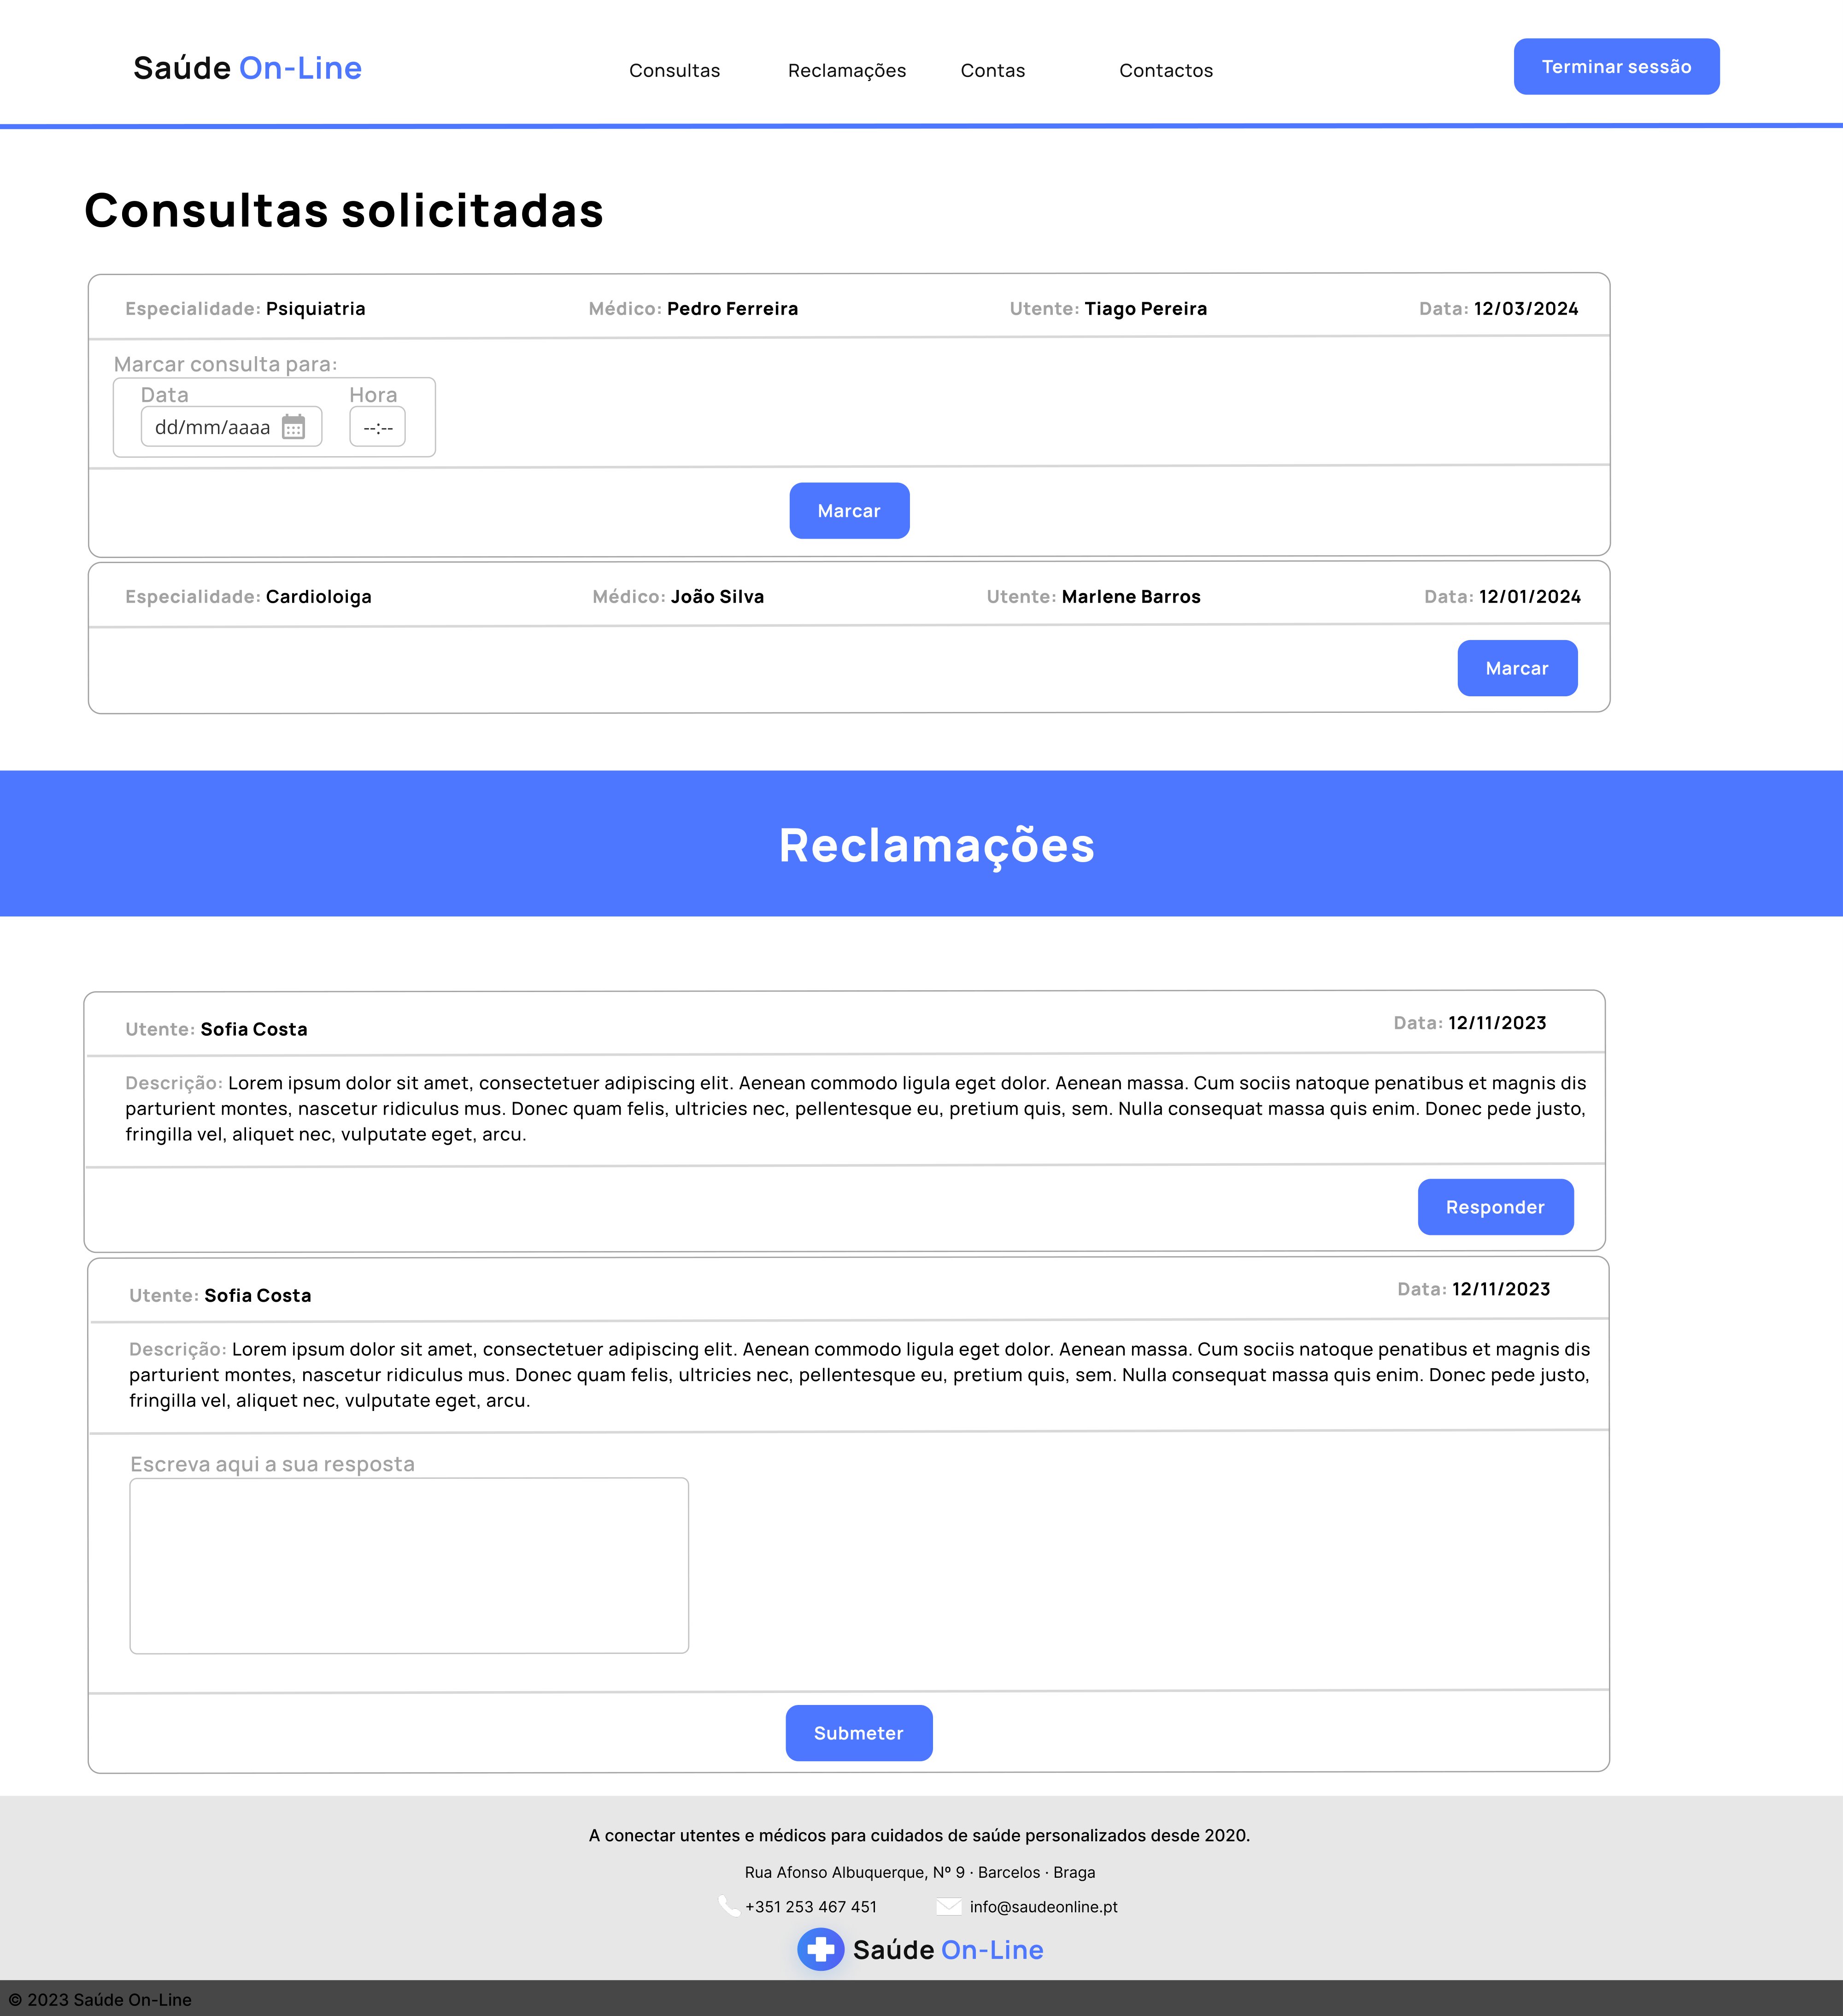 Saúde On-Line
Consultas
Reclamações
Contas
Contactos
Terminar sessão
Consultas solicitadas
Especialidade: Psiquiatria
Médico: Pedro Ferreira
Utente: Tiago Pereira
Data: 12/03/2024
Marcar consulta para:
Data
Hora
dd/mm/aaaa
--:--
Marcar
Especialidade: Cardioloiga
Médico: João Silva
Utente: Marlene Barros
Data: 12/01/2024
Marcar
Reclamações
Utente: Sofia Costa
Data: 12/11/2023
Descrição: Lorem ipsum dolor sit amet, consectetuer adipiscing elit. Aenean commodo ligula eget dolor. Aenean massa. Cum sociis natoque penatibus et magnis dis
parturient montes, nascetur ridiculus mus. Donec quam felis, ultricies nec, pellentesque eu, pretium quis, sem. Nulla consequat massa quis enim. Donec pede justo,
fringilla vel, aliquet nec, vulputate eget, arcu.
Responder
Utente: Sofia Costa
Data: 12/11/2023
Descrição: Lorem ipsum dolor sit amet, consectetuer adipiscing elit. Aenean commodo ligula eget dolor. Aenean massa. Cum sociis natoque penatibus et magnis dis
parturient montes, nascetur ridiculus mus. Donec quam felis, ultricies nec, pellentesque eu, pretium quis, sem. Nulla consequat massa quis enim. Donec pede justo,
fringilla vel, aliquet nec, vulputate eget, arcu.
Escreva aqui a sua resposta
Submeter
A conectar utentes e médicos para cuidados de saúde personalizados desde 2020.
Rua Afonso Albuquerque, Nº 9 · Barcelos · Braga
+351 253 467 451
info@saudeonline.pt
Saúde On-Line
© 2023 Saúde On-Line